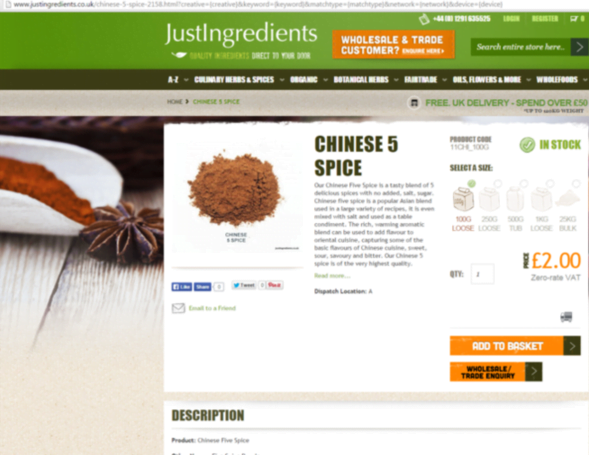 www.justingredients.co.uk/chinese-5-spice-2158.html?creative={creative}&keyword={keyword}&matchtype={matchtype}&network={network}&device={device}
+44 (0) 1291 635525 LOGIN REGISTER 0
JustIngredients
QUALITY INGREDIENTS DIRECT TO YOUR DOOR
WHOLESALE & TRADE
CUSTOMER? ENQUIRE HERE
Search entire store here..
A-Z CULINARY HERBS & SPICES ORGANIC BOTANICAL HERBS FAIRTRADE OILS, FLOWERS & MORE WHOLEFOODS
HOME CHINESE 5 SPICE
FREE. UK DELIVERY - SPEND OVER £50
CHINESE 5
SPICE
Our Chinese Five Spice is a tasty blend of 5
delicious spices with no added, salt, sugar.
Chinese five spice is a popular Asian blend
used in a large variety of recipes, it is even
mixed with salt and used as a table
condiment. The rich, warming aromatic
blend can be used to add flavour to
oriental cuisine, capturing some of the
basic flavours of Chinese cuisine, sweet,
sour, savoury and bitter. Our Chinese 5
spice is of the very highest quality.
Read more...
Dispatch Location: A
CHINESE
5 SPICE
Like Share 0 Tweet 1 Pin it
Email to a Friend
PRODUCT CODE
11CHI_100G
IN STOCK
SELECT A SIZE:
100G 250G 500G 1KG 25KG
LOOSE LOOSE TUB LOOSE BULK
QTY: 1
PRICE £2.00
Zero-rate VAT
ADD TO BASKET
WHOLESALE/
TRADE ENQUIRY
DESCRIPTION
Product: Chinese Five Spice